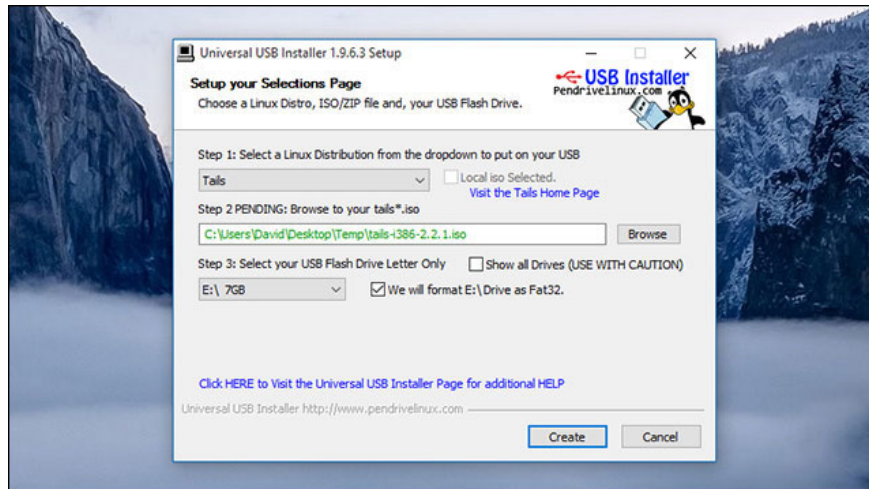 Universal USB Installer 1.9.6.3 Setup
Setup your Selections Page
Choose a Linux Distro, ISO/ZIP file and, your USB Flash Drive.
USB Installer
Pendrivelinux.com
Step 1: Select a Linux Distribution from the dropdown to put on your USB
Tails
Local iso Selected.
Visit the Tails Home Page
Step 2 PENDING: Browse to your tails*.iso
C:\Users\David\Desktop\Temp\tails-i386-2.2.1.iso
Browse
Step 3: Select your USB Flash Drive Letter Only
Show all Drives (USE WITH CAUTION)
E:\ 7GB
We will format E:\ Drive as Fat32.
Click HERE to Visit the Universal USB Installer Page for additional HELP
Universal USB Installer http://www.pendrivelinux.com
Create
Cancel